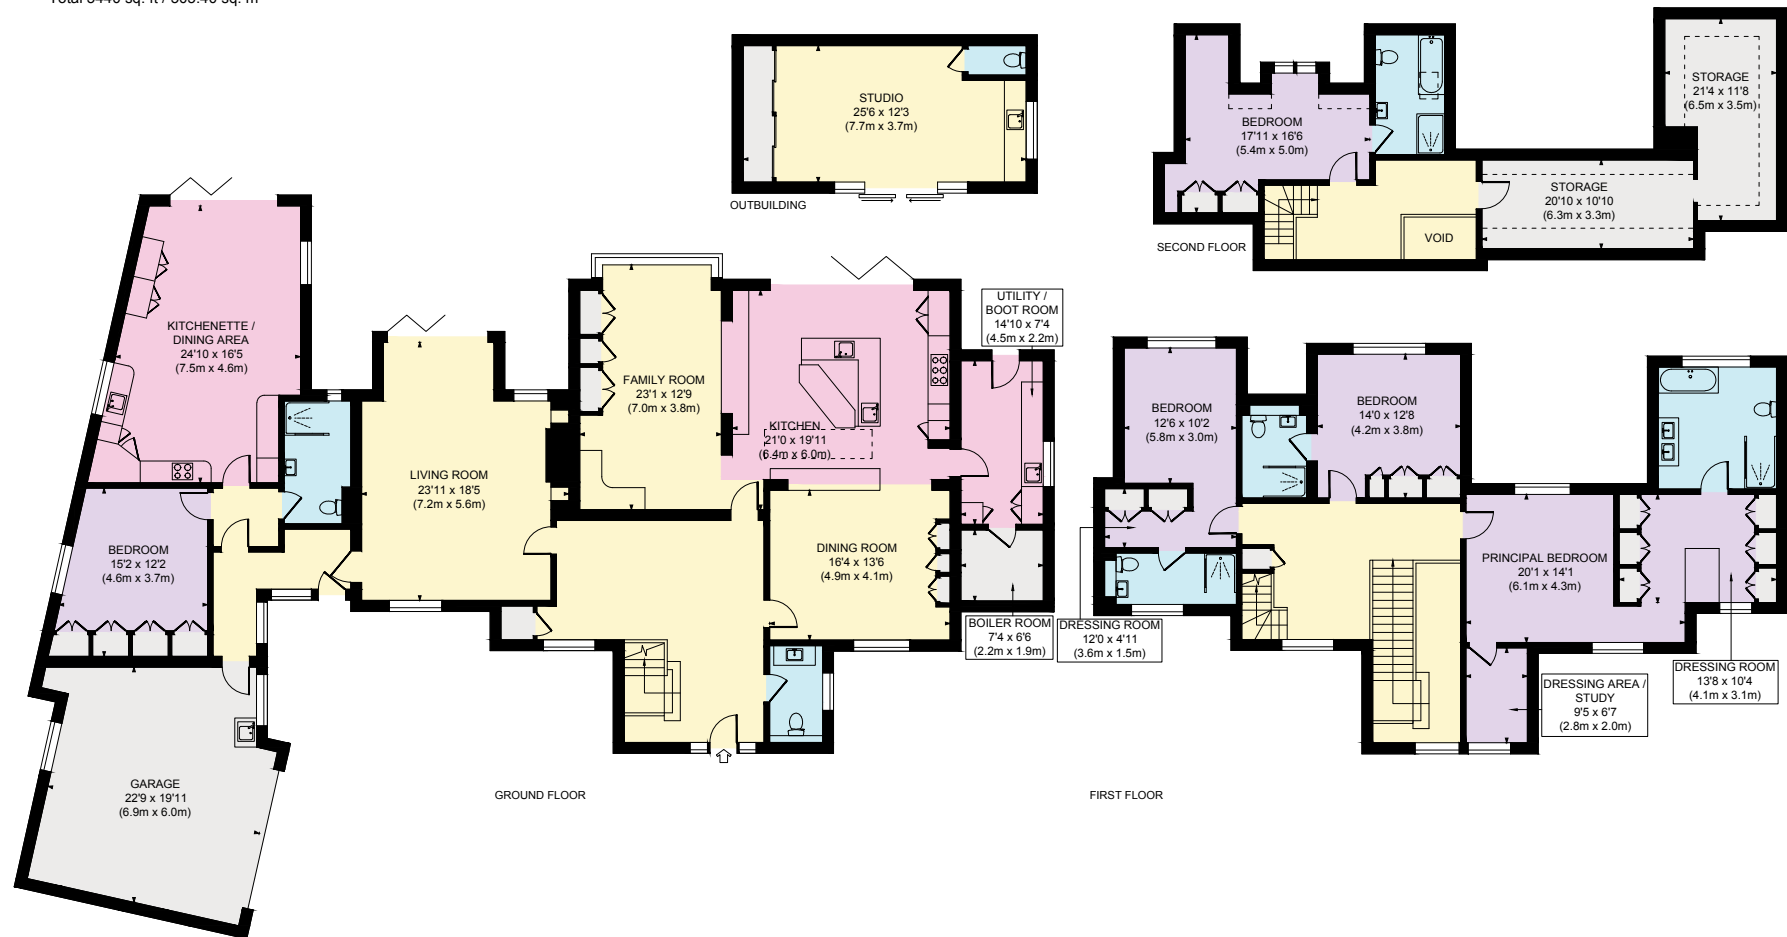 STUDIO
25'6 x 12'3
(7.7m x 3.7m)
OUTBUILDING
BEDROOM
17'11 x 16'6
(5.4m x 5.0m)
STORAGE
21'4 x 11'8
(6.5m x 3.5m)
STORAGE
20'10 x 10'10
(6.3m x 3.3m)
VOID
SECOND FLOOR
KITCHENETTE /
DINING AREA
24'10 x 16'5
(7.5m x 4.6m)
FAMILY ROOM
23'1 x 12'9
(7.0m x 3.8m)
KITCHEN
21'0 x 19'11
(6.4m x 6.0m)
UTILITY /
BOOT ROOM
14'10 x 7'4
(4.5m x 2.2m)
LIVING ROOM
23'11 x 18'5
(7.2m x 5.6m)
BEDROOM
15'2 x 12'2
(4.6m x 3.7m)
DINING ROOM
16'4 x 13'6
(4.9m x 4.1m)
BOILER ROOM
7'4 x 6'6
(2.2m x 1.9m)
GARAGE
22'9 x 19'11
(6.9m x 6.0m)
GROUND FLOOR
BEDROOM
12'6 x 10'2
(5.8m x 3.0m)
BEDROOM
14'0 x 12'8
(4.2m x 3.8m)
PRINCIPAL BEDROOM
20'1 x 14'1
(6.1m x 4.3m)
DRESSING ROOM
12'0 x 4'11
(3.6m x 1.5m)
DRESSING AREA /
STUDY
9'5 x 6'7
(2.8m x 2.0m)
DRESSING ROOM
13'8 x 10'4
(4.1m x 3.1m)
FIRST FLOOR